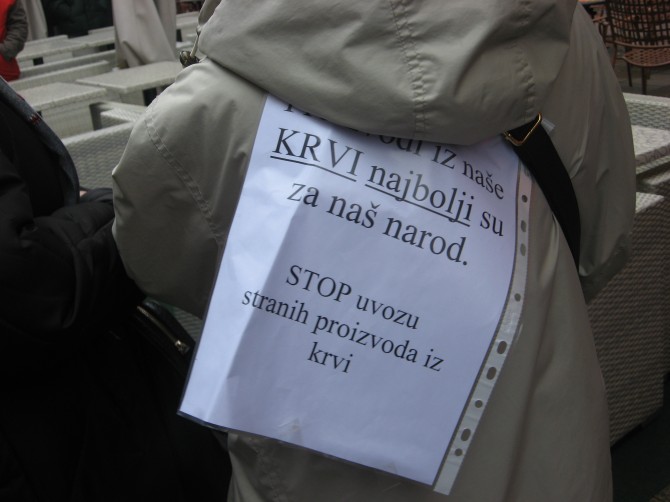 iz naše
KRVI najbolji su
za naš narod.
STOP uvozu
stranih proizvoda iz
krvi